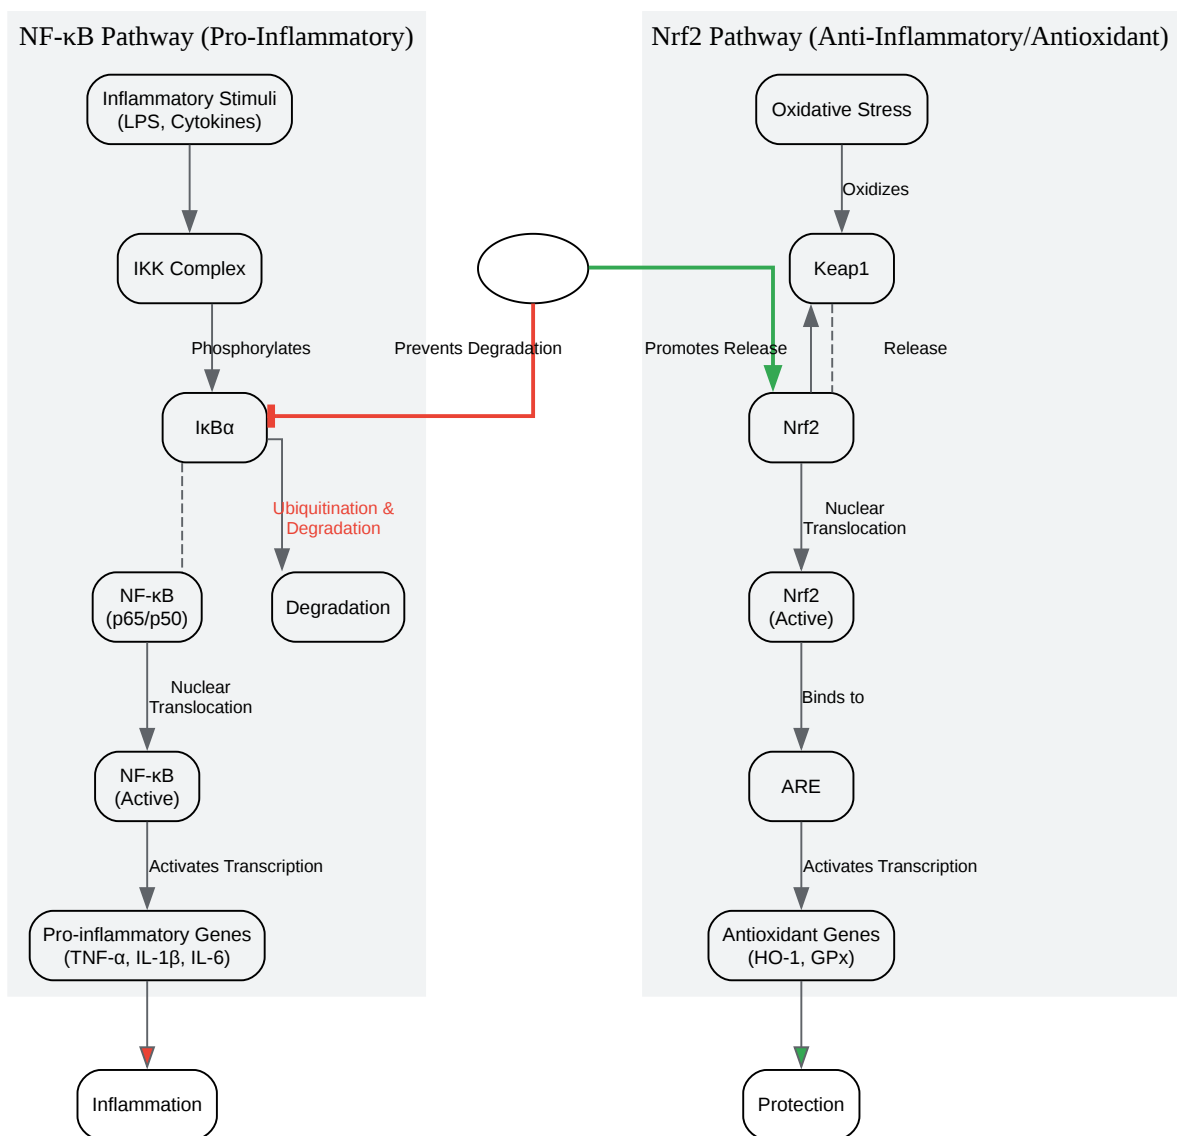 NF-κB Pathway (Pro-Inflammatory)
Inflammatory Stimuli
(LPS, Cytokines)
IKK Complex
Phosphorylates
IκBα
Ubiquitination &
Degradation
NF-κB
(p65/p50)
Degradation
Nuclear
Translocation
NF-κB
(Active)
Activates Transcription
Pro-inflammatory Genes
(TNF-α, IL-1β, IL-6)
Inflammation
Prevents Degradation
Promotes Release
Nrf2 Pathway (Anti-Inflammatory/Antioxidant)
Oxidative Stress
Oxidizes
Keap1
Release
Nrf2
Nuclear
Translocation
Nrf2
(Active)
Binds to
ARE
Activates Transcription
Antioxidant Genes
(HO-1, GPx)
Protection